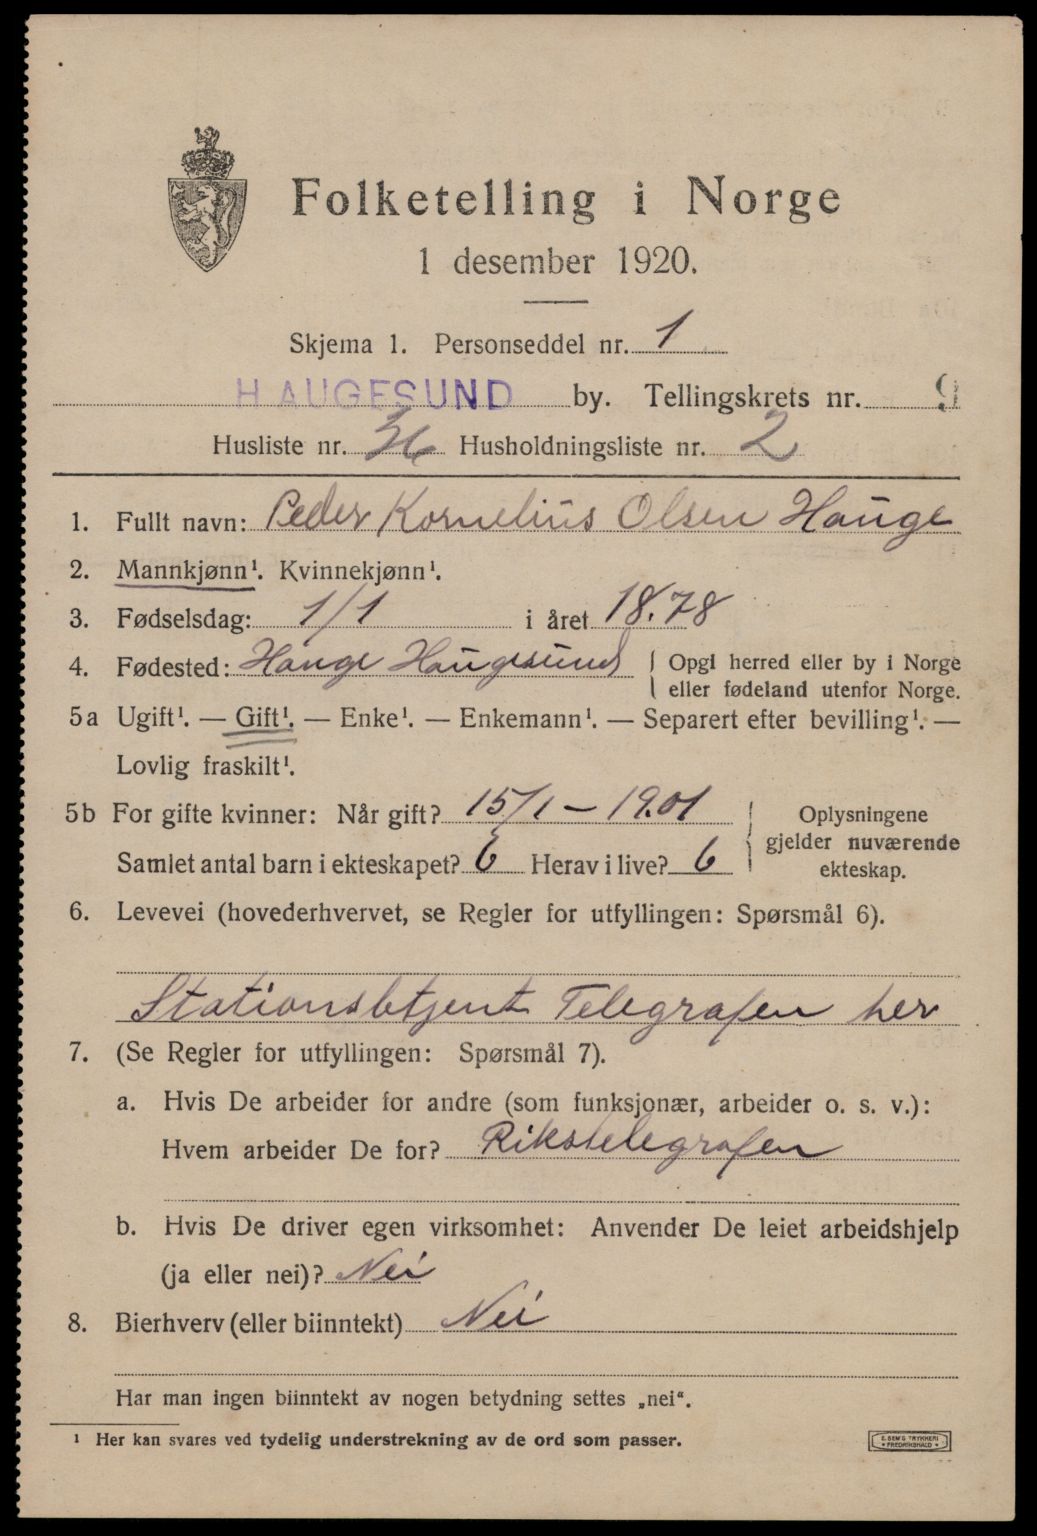 Folketelling i Norge
1 desember 1920.
Skjema 1. Personseddel nr. 1
HAUGESUND by. Tellingskrets nr. 9
Husliste nr. 36 Husholdningsliste nr. 2
1. Fullt navn: Peder Kornelius Olsen Hauge
2. Mannkjønn¹. Kvinnekjønn¹.
3. Fødselsdag: 1/1 i året 18.78
4. Fødested: Hauge Haugesund { Opgi herred eller by i Norge
eller fødeland utenfor Norge.
5a Ugift¹. — Gift¹. — Enke¹. — Enkemann¹. — Separert efter bevilling¹. —
Lovlig fraskilt¹.
5b For gifte kvinner: Når gift? 15/1 – 19.01
Samlet antal barn i ekteskapet? 6 Herav i live? 6
} Oplysningene
gjelder nuværende
ekteskap.
6. Levevei (hovederhvervet, se Regler for utfyllingen: Spørsmål 6).
Stationsbetjent Telegrafen her
7. (Se Regler for utfyllingen: Spørsmål 7).
a. Hvis De arbeider for andre (som funksjonær, arbeider o. s. v.):
Hvem arbeider De for? Rikstelegrafen
b. Hvis De driver egen virksomhet: Anvender De leiet arbeidshjelp
(ja eller nei)? Nei
8. Bierhverv (eller biinntekt) Nei
Har man ingen biinntekt av nogen betydning settes „nei“.
¹ Her kan svares ved tydelig understrekning av de ord som passer.
E. SEM'S TRYKKERI
• FREDRIKSHALD •